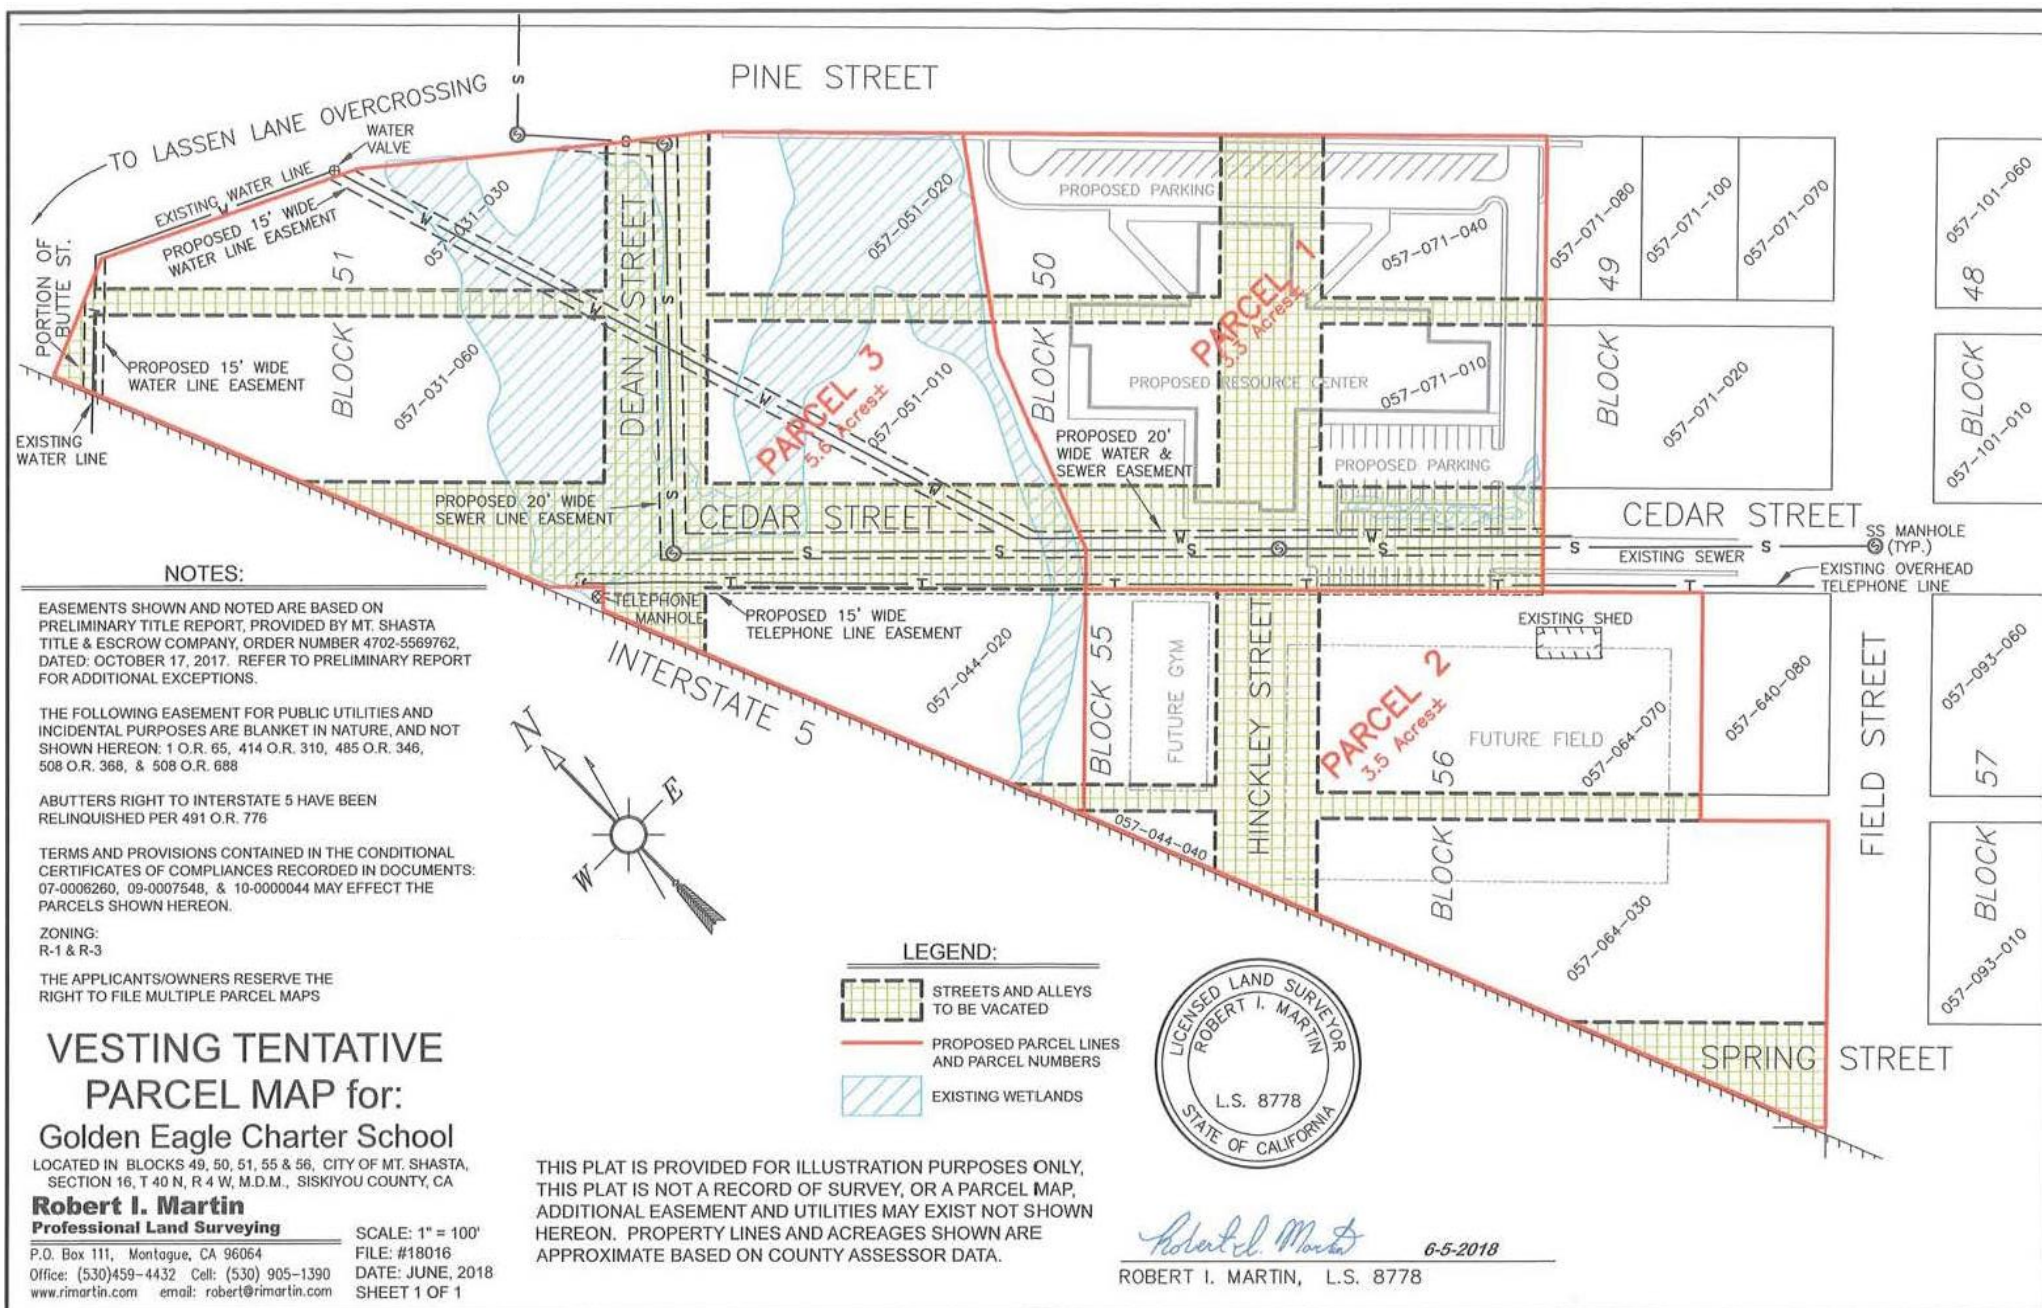 PINE STREET
TO LASSEN LANE OVERCROSSING
S
WATER
VALVE
EXISTING WATER LINE
W
PROPOSED 15' WIDE
WATER LINE EASEMENT
PORTION OF
BUTTE ST.
BLOCK 51
057-031-030
057-031-060
PROPOSED 15' WIDE
WATER LINE EASEMENT
EXISTING
WATER LINE
DEAN STREET
057-051-020
057-051-010
PARCEL 3
5.6 Acres±
BLOCK 50
PROPOSED PARKING
057-071-040
PARCEL 1
3.3 Acres±
PROPOSED RESOURCE CENTER
057-071-010
PROPOSED PARKING
PROPOSED 20'
WIDE WATER &
SEWER EASEMENT
057-071-080
057-071-100
057-071-070
BLOCK 49
057-071-020
057-101-060
BLOCK 48
057-101-010
PROPOSED 20' WIDE
SEWER LINE EASEMENT
CEDAR STREET
CEDAR STREET
SS MANHOLE
(TYP.)
EXISTING SEWER
EXISTING OVERHEAD
TELEPHONE LINE
TELEPHONE
MANHOLE
PROPOSED 15' WIDE
TELEPHONE LINE EASEMENT
INTERSTATE 5
057-044-020
BLOCK 55
FUTURE GYM
HINCKLEY STREET
057-044-040
EXISTING SHED
PARCEL 2
3.5 Acres±
FUTURE FIELD
BLOCK 56
057-064-070
057-064-030
057-640-080
FIELD STREET
057-093-060
BLOCK 57
057-093-010
SPRING STREET
N
E
W
NOTES:
EASEMENTS SHOWN AND NOTED ARE BASED ON
PRELIMINARY TITLE REPORT, PROVIDED BY MT. SHASTA
TITLE & ESCROW COMPANY, ORDER NUMBER 4702-5569762,
DATED: OCTOBER 17, 2017. REFER TO PRELIMINARY REPORT
FOR ADDITIONAL EXCEPTIONS.
THE FOLLOWING EASEMENT FOR PUBLIC UTILITIES AND
INCIDENTAL PURPOSES ARE BLANKET IN NATURE, AND NOT
SHOWN HEREON: 1 O.R. 65, 414 O.R. 310, 485 O.R. 346,
508 O.R. 368, & 508 O.R. 688
ABUTTERS RIGHT TO INTERSTATE 5 HAVE BEEN
RELINQUISHED PER 491 O.R. 776
TERMS AND PROVISIONS CONTAINED IN THE CONDITIONAL
CERTIFICATES OF COMPLIANCES RECORDED IN DOCUMENTS:
07-0006260, 09-0007548, & 10-0000044 MAY EFFECT THE
PARCELS SHOWN HEREON.
ZONING:
R-1 & R-3
THE APPLICANTS/OWNERS RESERVE THE
RIGHT TO FILE MULTIPLE PARCEL MAPS
VESTING TENTATIVE
PARCEL MAP for:
Golden Eagle Charter School
LOCATED IN BLOCKS 49, 50, 51, 55 & 56, CITY OF MT. SHASTA,
SECTION 16, T 40 N, R 4 W, M.D.M., SISKIYOU COUNTY, CA
Robert I. Martin
Professional Land Surveying
P.O. Box 111, Montague, CA 96064
Office: (530)459-4432 Cell: (530) 905-1390
www.rimartin.com email: robert@rimartin.com
SCALE: 1" = 100'
FILE: #18016
DATE: JUNE, 2018
SHEET 1 OF 1
LEGEND:
STREETS AND ALLEYS
TO BE VACATED
PROPOSED PARCEL LINES
AND PARCEL NUMBERS
EXISTING WETLANDS
LICENSED LAND SURVEYOR
ROBERT I. MARTIN
L.S. 8778
STATE OF CALIFORNIA
THIS PLAT IS PROVIDED FOR ILLUSTRATION PURPOSES ONLY,
THIS PLAT IS NOT A RECORD OF SURVEY, OR A PARCEL MAP,
ADDITIONAL EASEMENT AND UTILITIES MAY EXIST NOT SHOWN
HEREON. PROPERTY LINES AND ACREAGES SHOWN ARE
APPROXIMATE BASED ON COUNTY ASSESSOR DATA.
Robert I. Martin
6-5-2018
ROBERT I. MARTIN, L.S. 8778